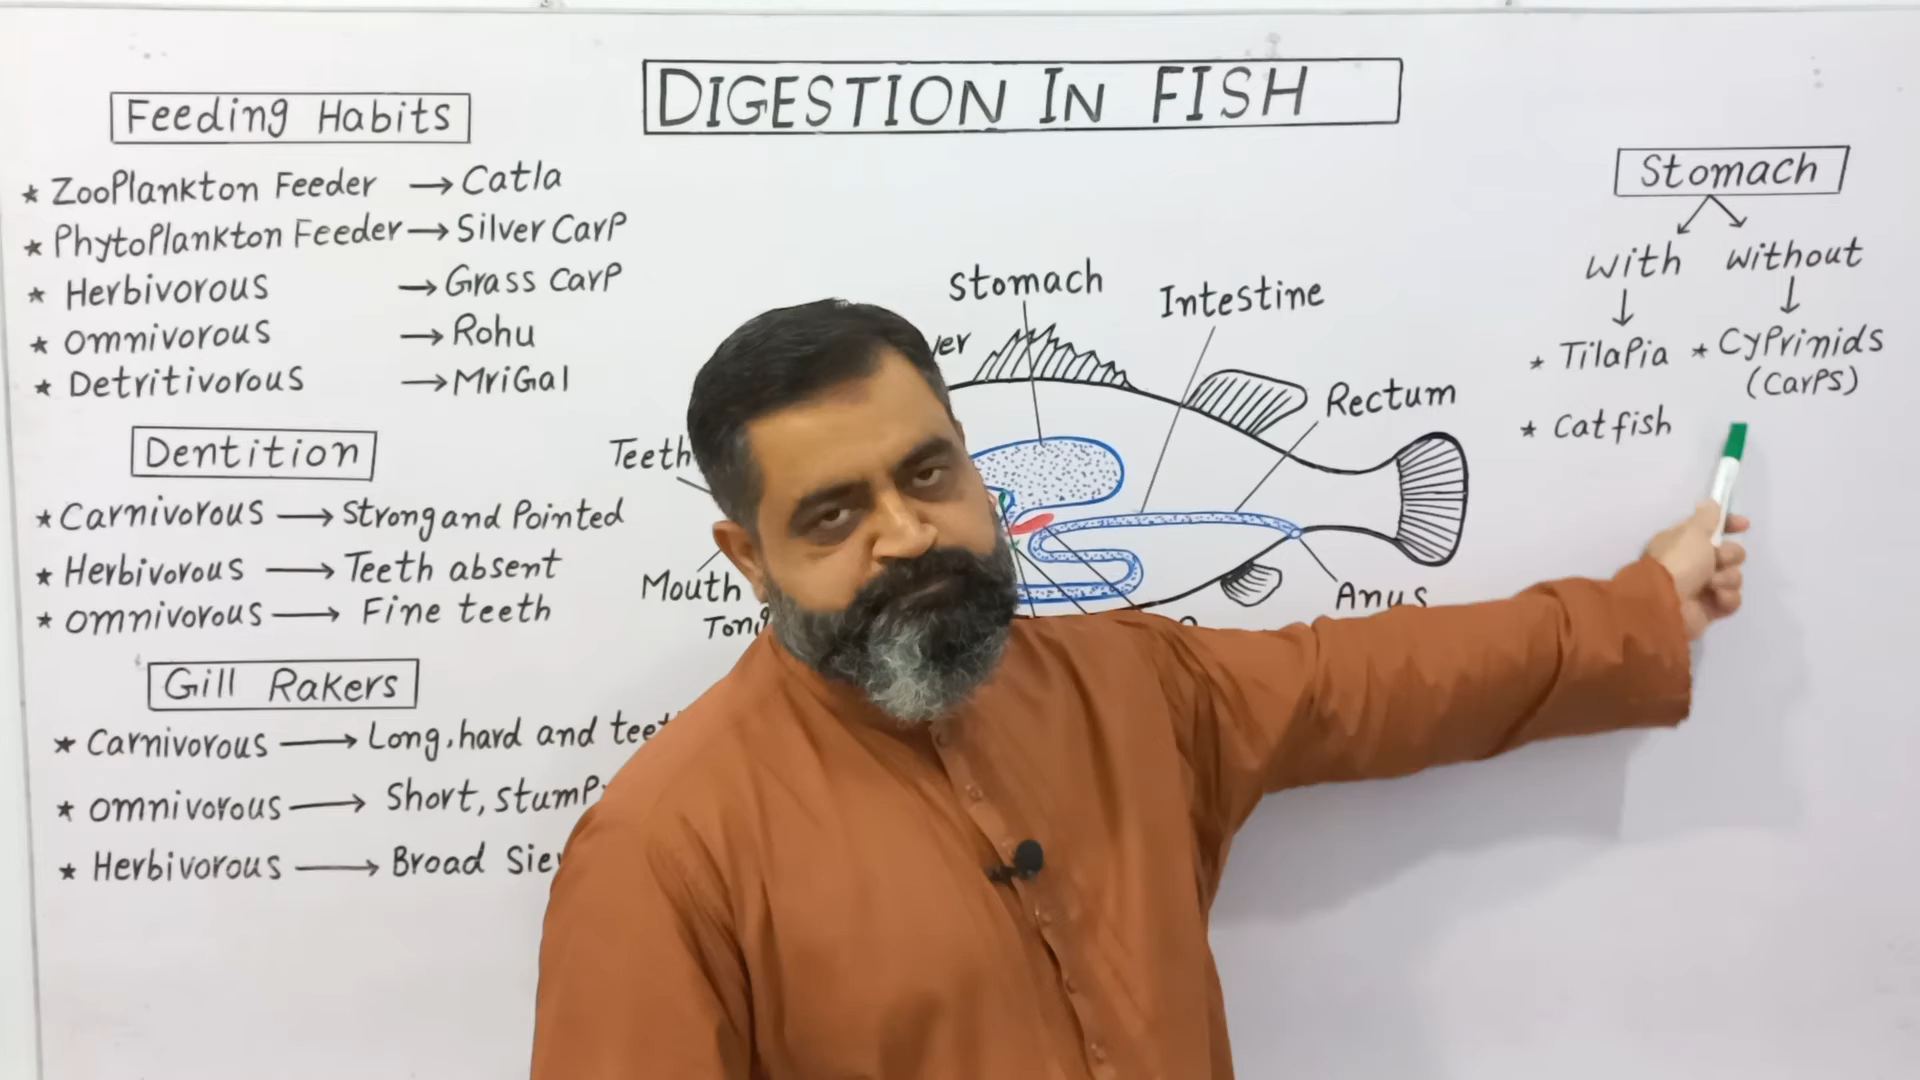 DIGESTION IN FISH
Feeding Habits
★ ZooPlankton Feeder → Catla
★ PhytoPlankton Feeder → Silver CarP
★ Herbivorous → Grass carP
★ omnivorous → Rohu
★ Detritivorous → MriGal
Dentition
★ Carnivorous → Strong and Pointed
★ Herbivorous → Teeth absent
★ omnivorous → Fine teeth
Gill Rakers
★ Carnivorous → Long, hard and
★ omnivorous → Short,
★ Herbivorous → Broad
Stomach
Intestine
Rectum
Teeth
Mouth
Anus
Stomach
with without
★ TilaPia ★ CyPrinids
(CarPS)
★ Catfish